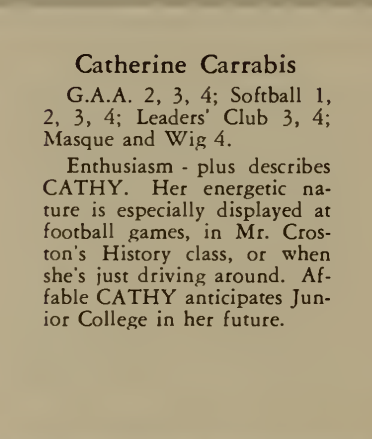 Catherine Carrabis
G.A.A. 2, 3, 4; Softball 1,
2, 3, 4; Leaders' Club 3, 4;
Masque and Wig 4.
Enthusiasm - plus describes
CATHY. Her energetic na-
ture is especially displayed at
football games, in Mr. Cros-
ton's History class, or when
she's just driving around. Af-
fable CATHY anticipates Jun-
ior College in her future.